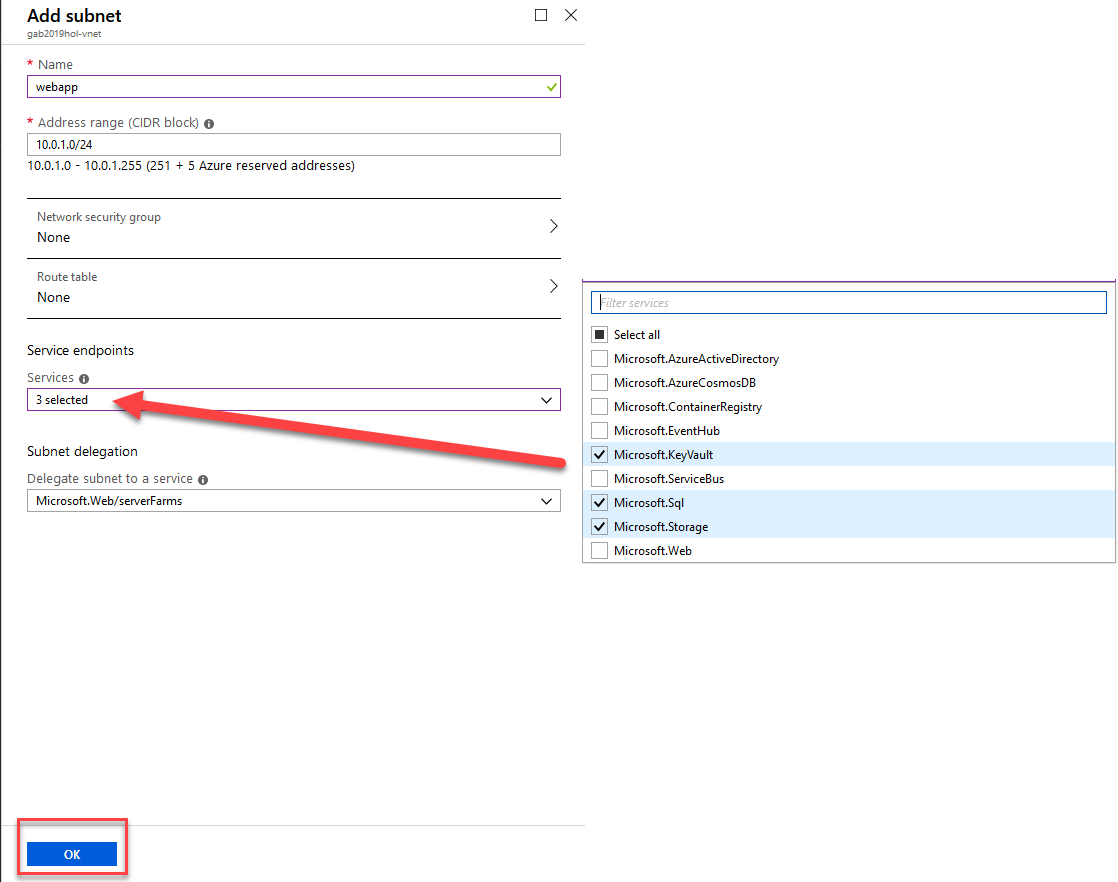 Add subnet
gab2019hol-vnet
* Name
webapp
* Address range (CIDR block)
10.0.1.0/24
10.0.1.0 - 10.0.1.255 (251 + 5 Azure reserved addresses)
Network security group
None
Route table
None
Service endpoints
Services
3 selected
Subnet delegation
Delegate subnet to a service
Microsoft.Web/serverFarms
OK
Filter services
Select all
Microsoft.AzureActiveDirectory
Microsoft.AzureCosmosDB
Microsoft.ContainerRegistry
Microsoft.EventHub
Microsoft.KeyVault
Microsoft.ServiceBus
Microsoft.Sql
Microsoft.Storage
Microsoft.Web